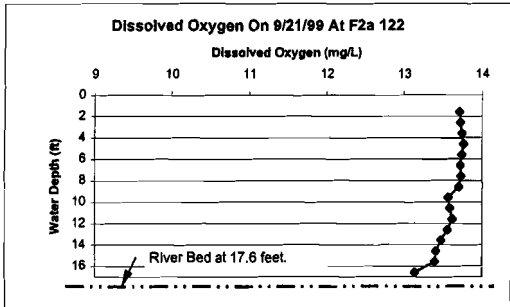 Dissolved Oxygen On 9/21/99 At F2a 122
Dissolved Oxygen (mg/L)
9 10 11 12 13 14
Water Depth (ft)
0
2
4
6
8
10
12
14
16
River Bed at 17.6 feet.